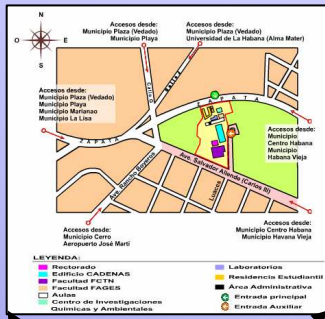 N
O
E
S
Accesos desde:
Municipio Plaza (Vedado)
Municipio Playa
Accesos desde:
Municipio Plaza (Vedado)
Universidad de La Habana (Alma Mater)
Accesos desde:
Municipio Plaza (Vedado)
Municipio Playa
Municipio Marianao
Municipio La Lisa
Calle G
ZAPATA
ZAPATA
Accesos desde:
Municipio
Centro Habana
Municipio
Habana Vieja
Ave. Salvador Allende (Carlos III)
Ave. Rancho Boyeros
Luaces
Accesos desde:
Municipio Cerro
Aeropuerto José Martí
Accesos desde:
Municipio Centro Habana
Municipio Havana Vieja
LEYENDA:
Rectorado
Edificio CADENAS
Facultad FCTN
Facultad FAGES
Aulas
Centro de Investigaciones
Químicas y Ambientales
Laboratorios
Residencia Estudiantil
Área Administrativa
Entrada principal
Entrada Auxiliar